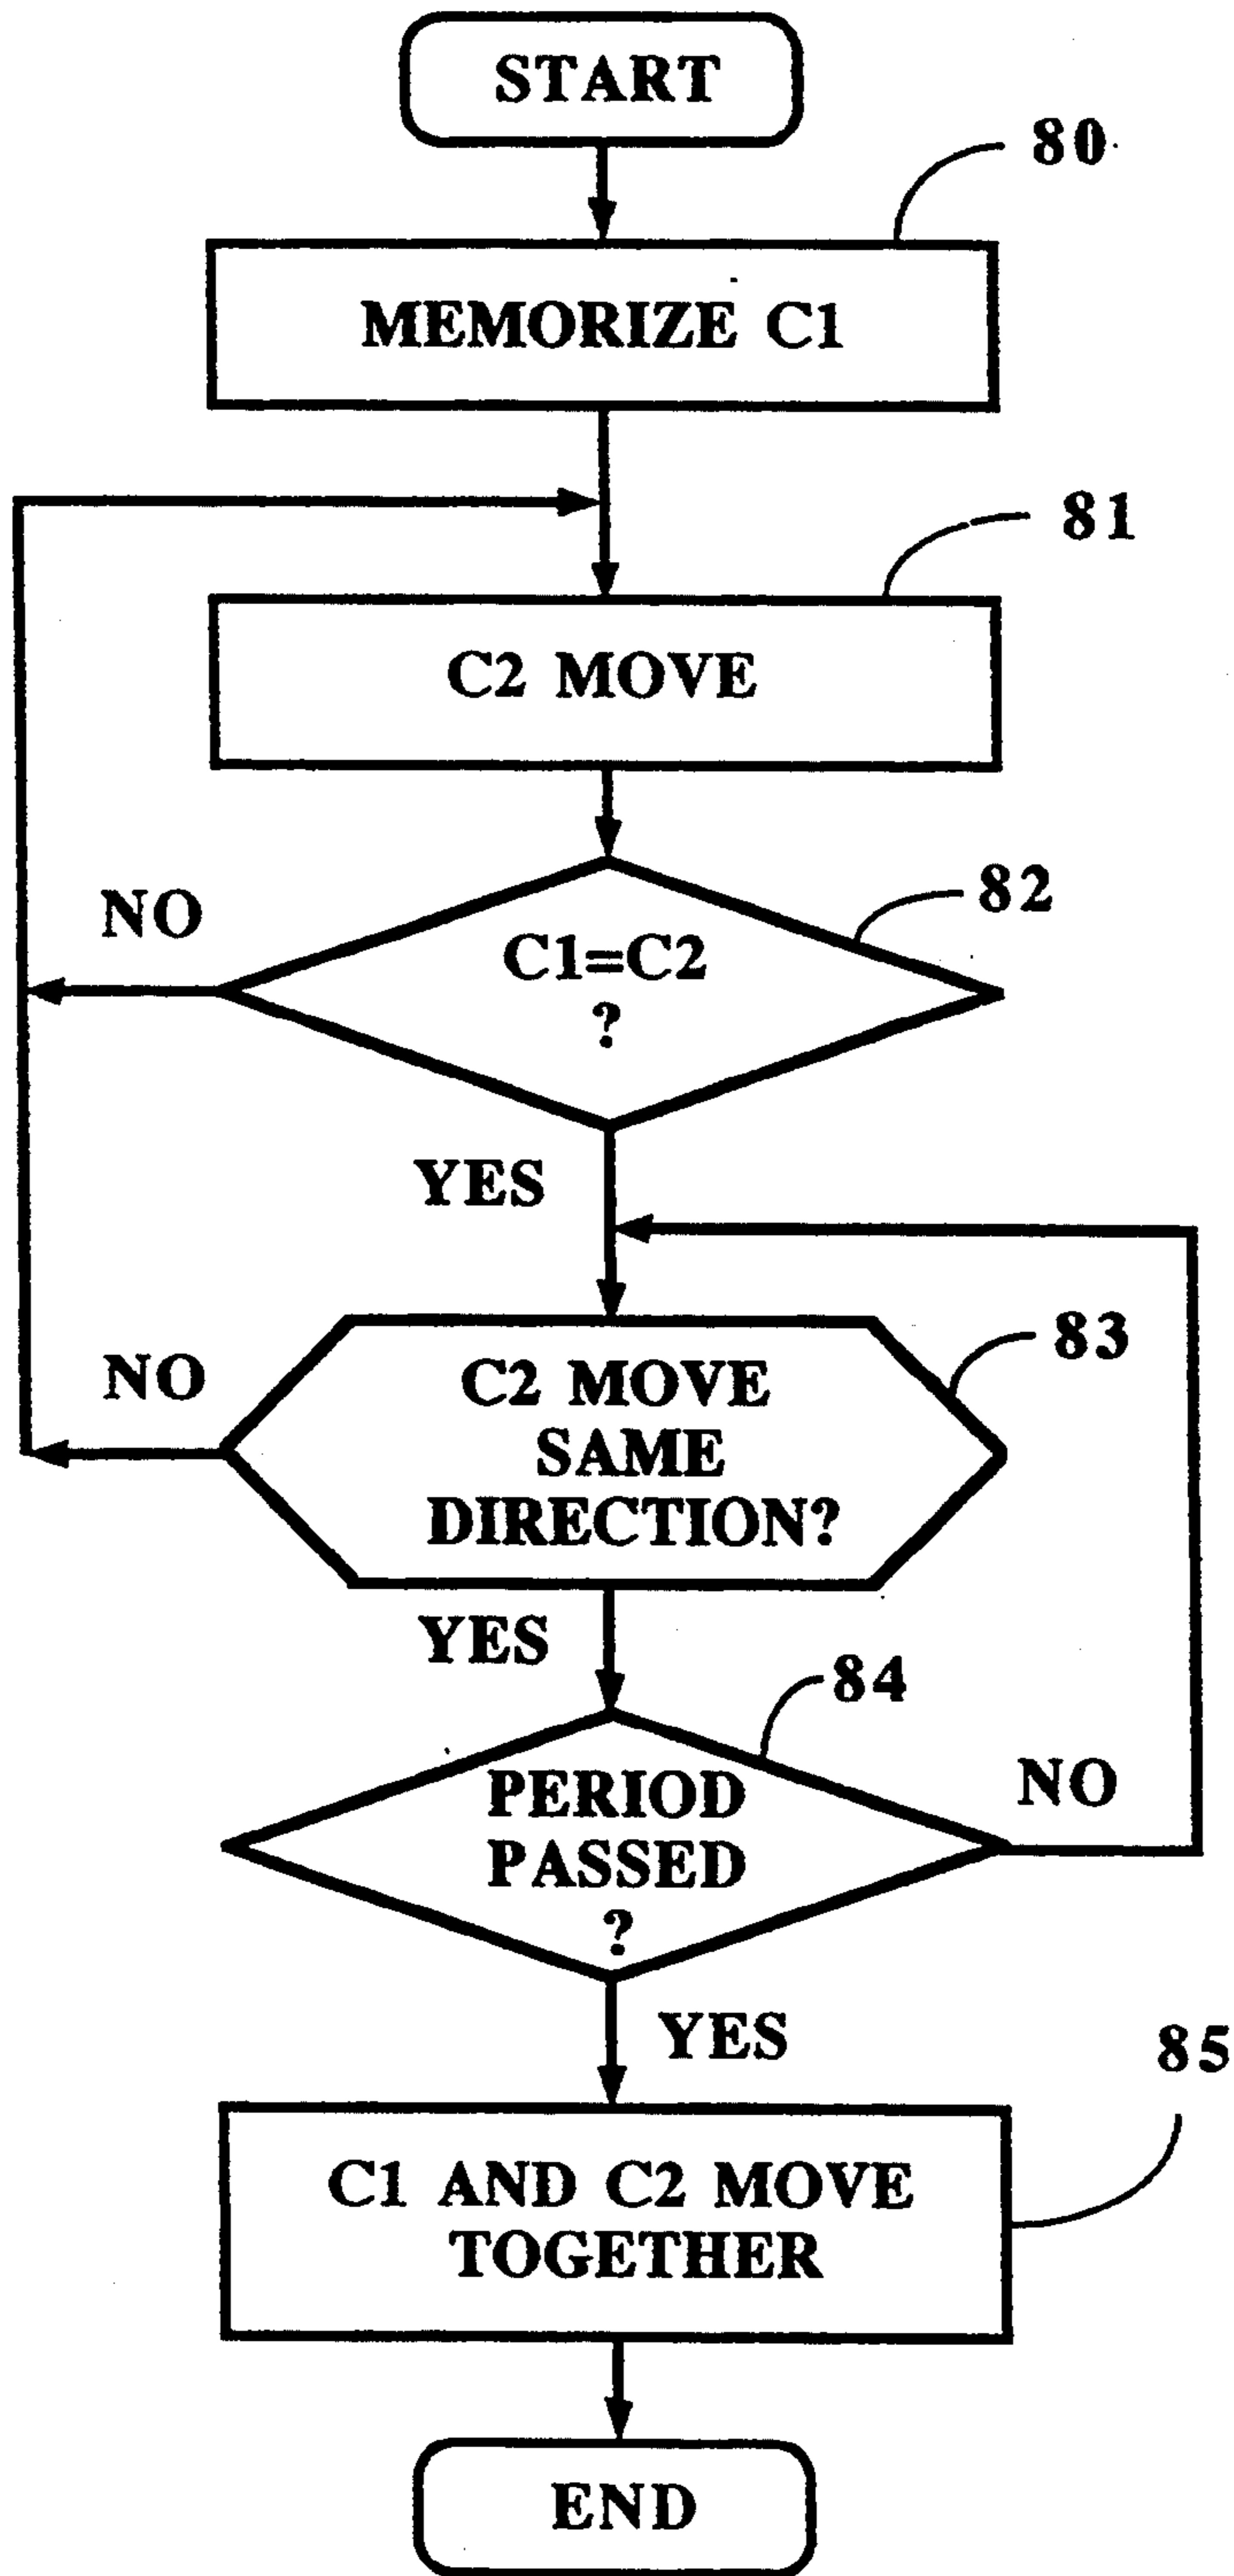 START
80
MEMORIZE C1
81
C2 MOVE
82
NO
C1=C2
?
YES
83
NO
C2 MOVE
SAME
DIRECTION?
YES
84
NO
PERIOD
PASSED
?
YES
85
C1 AND C2 MOVE
TOGETHER
END